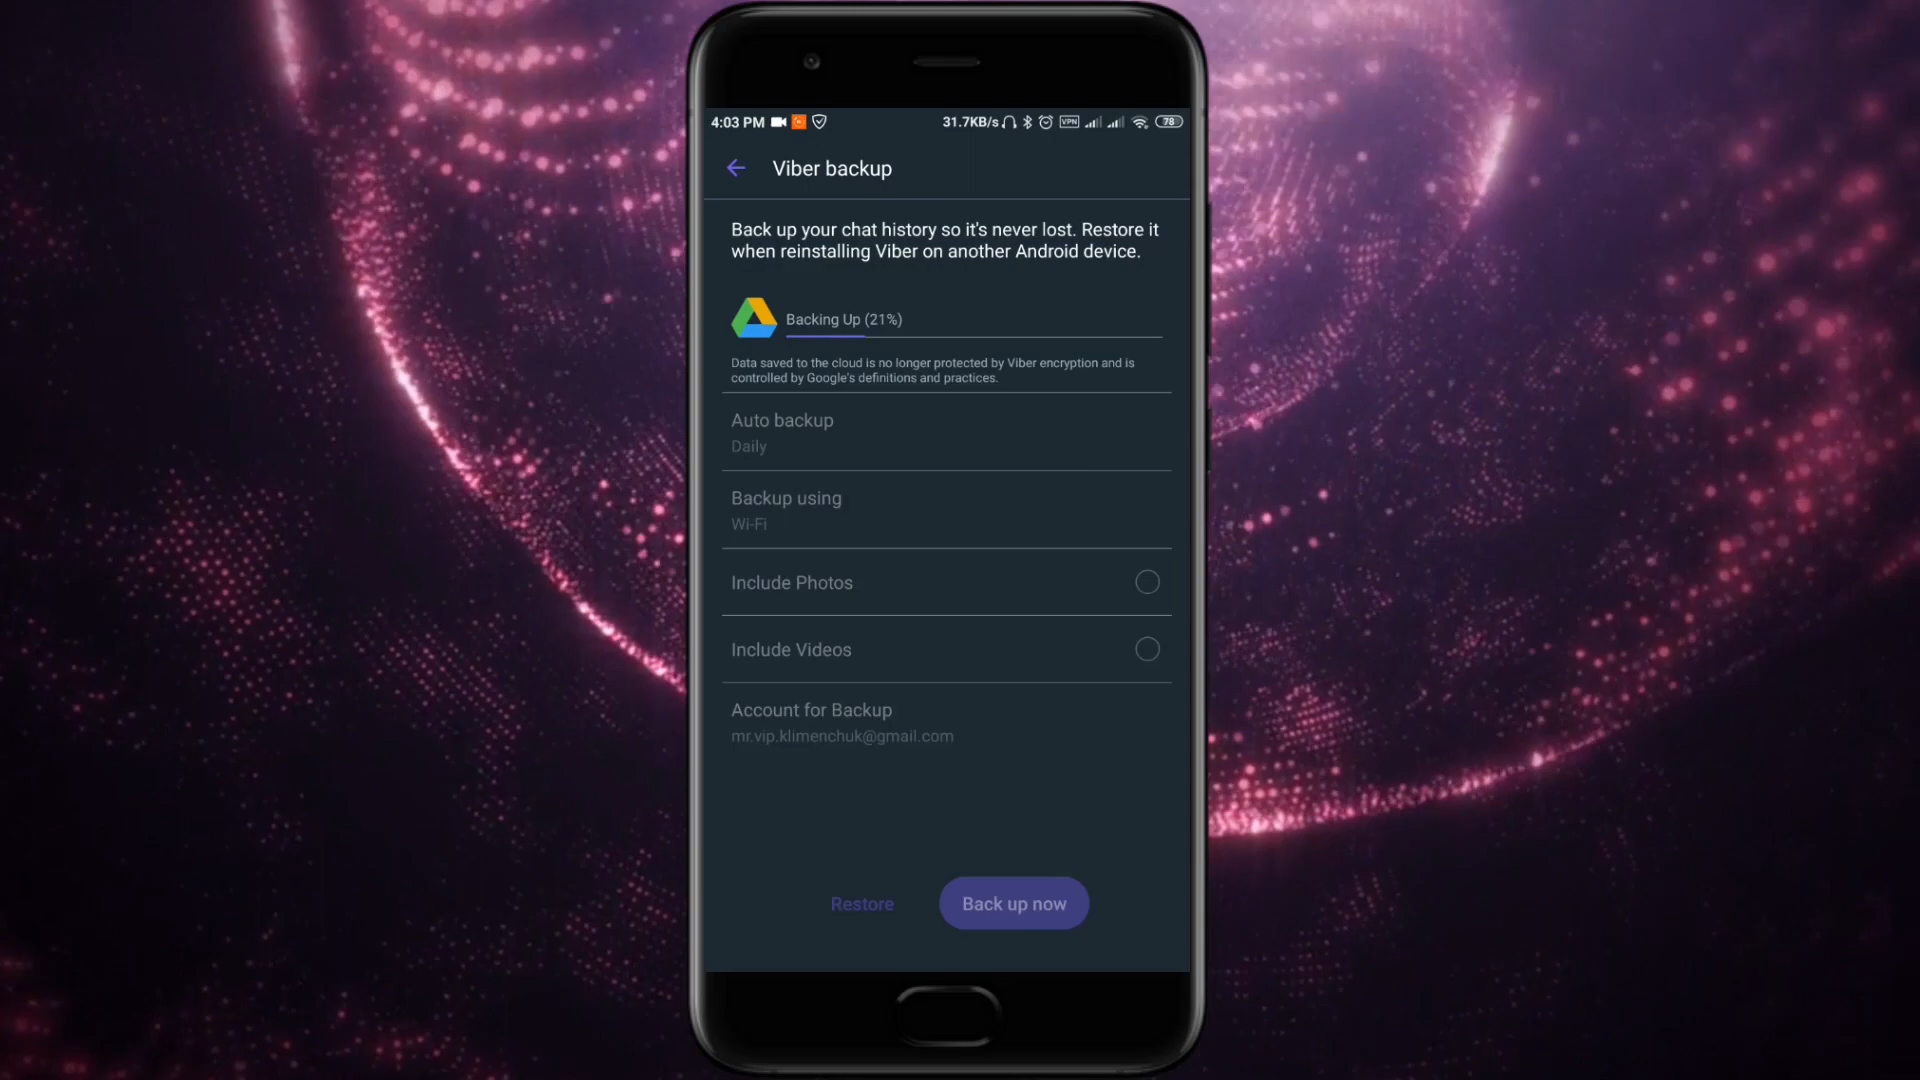 4:03 PM 31.7KB/s VPN 78
Viber backup
Back up your chat history so it's never lost. Restore it
when reinstalling Viber on another Android device.
Backing Up (21%)
Data saved to the cloud is no longer protected by Viber encryption and is
controlled by Google's definitions and practices.
Auto backup
Daily
Backup using
Wi-Fi
Include Photos
Include Videos
Account for Backup
mr.vip.klimenchuk@gmail.com
Restore Back up now